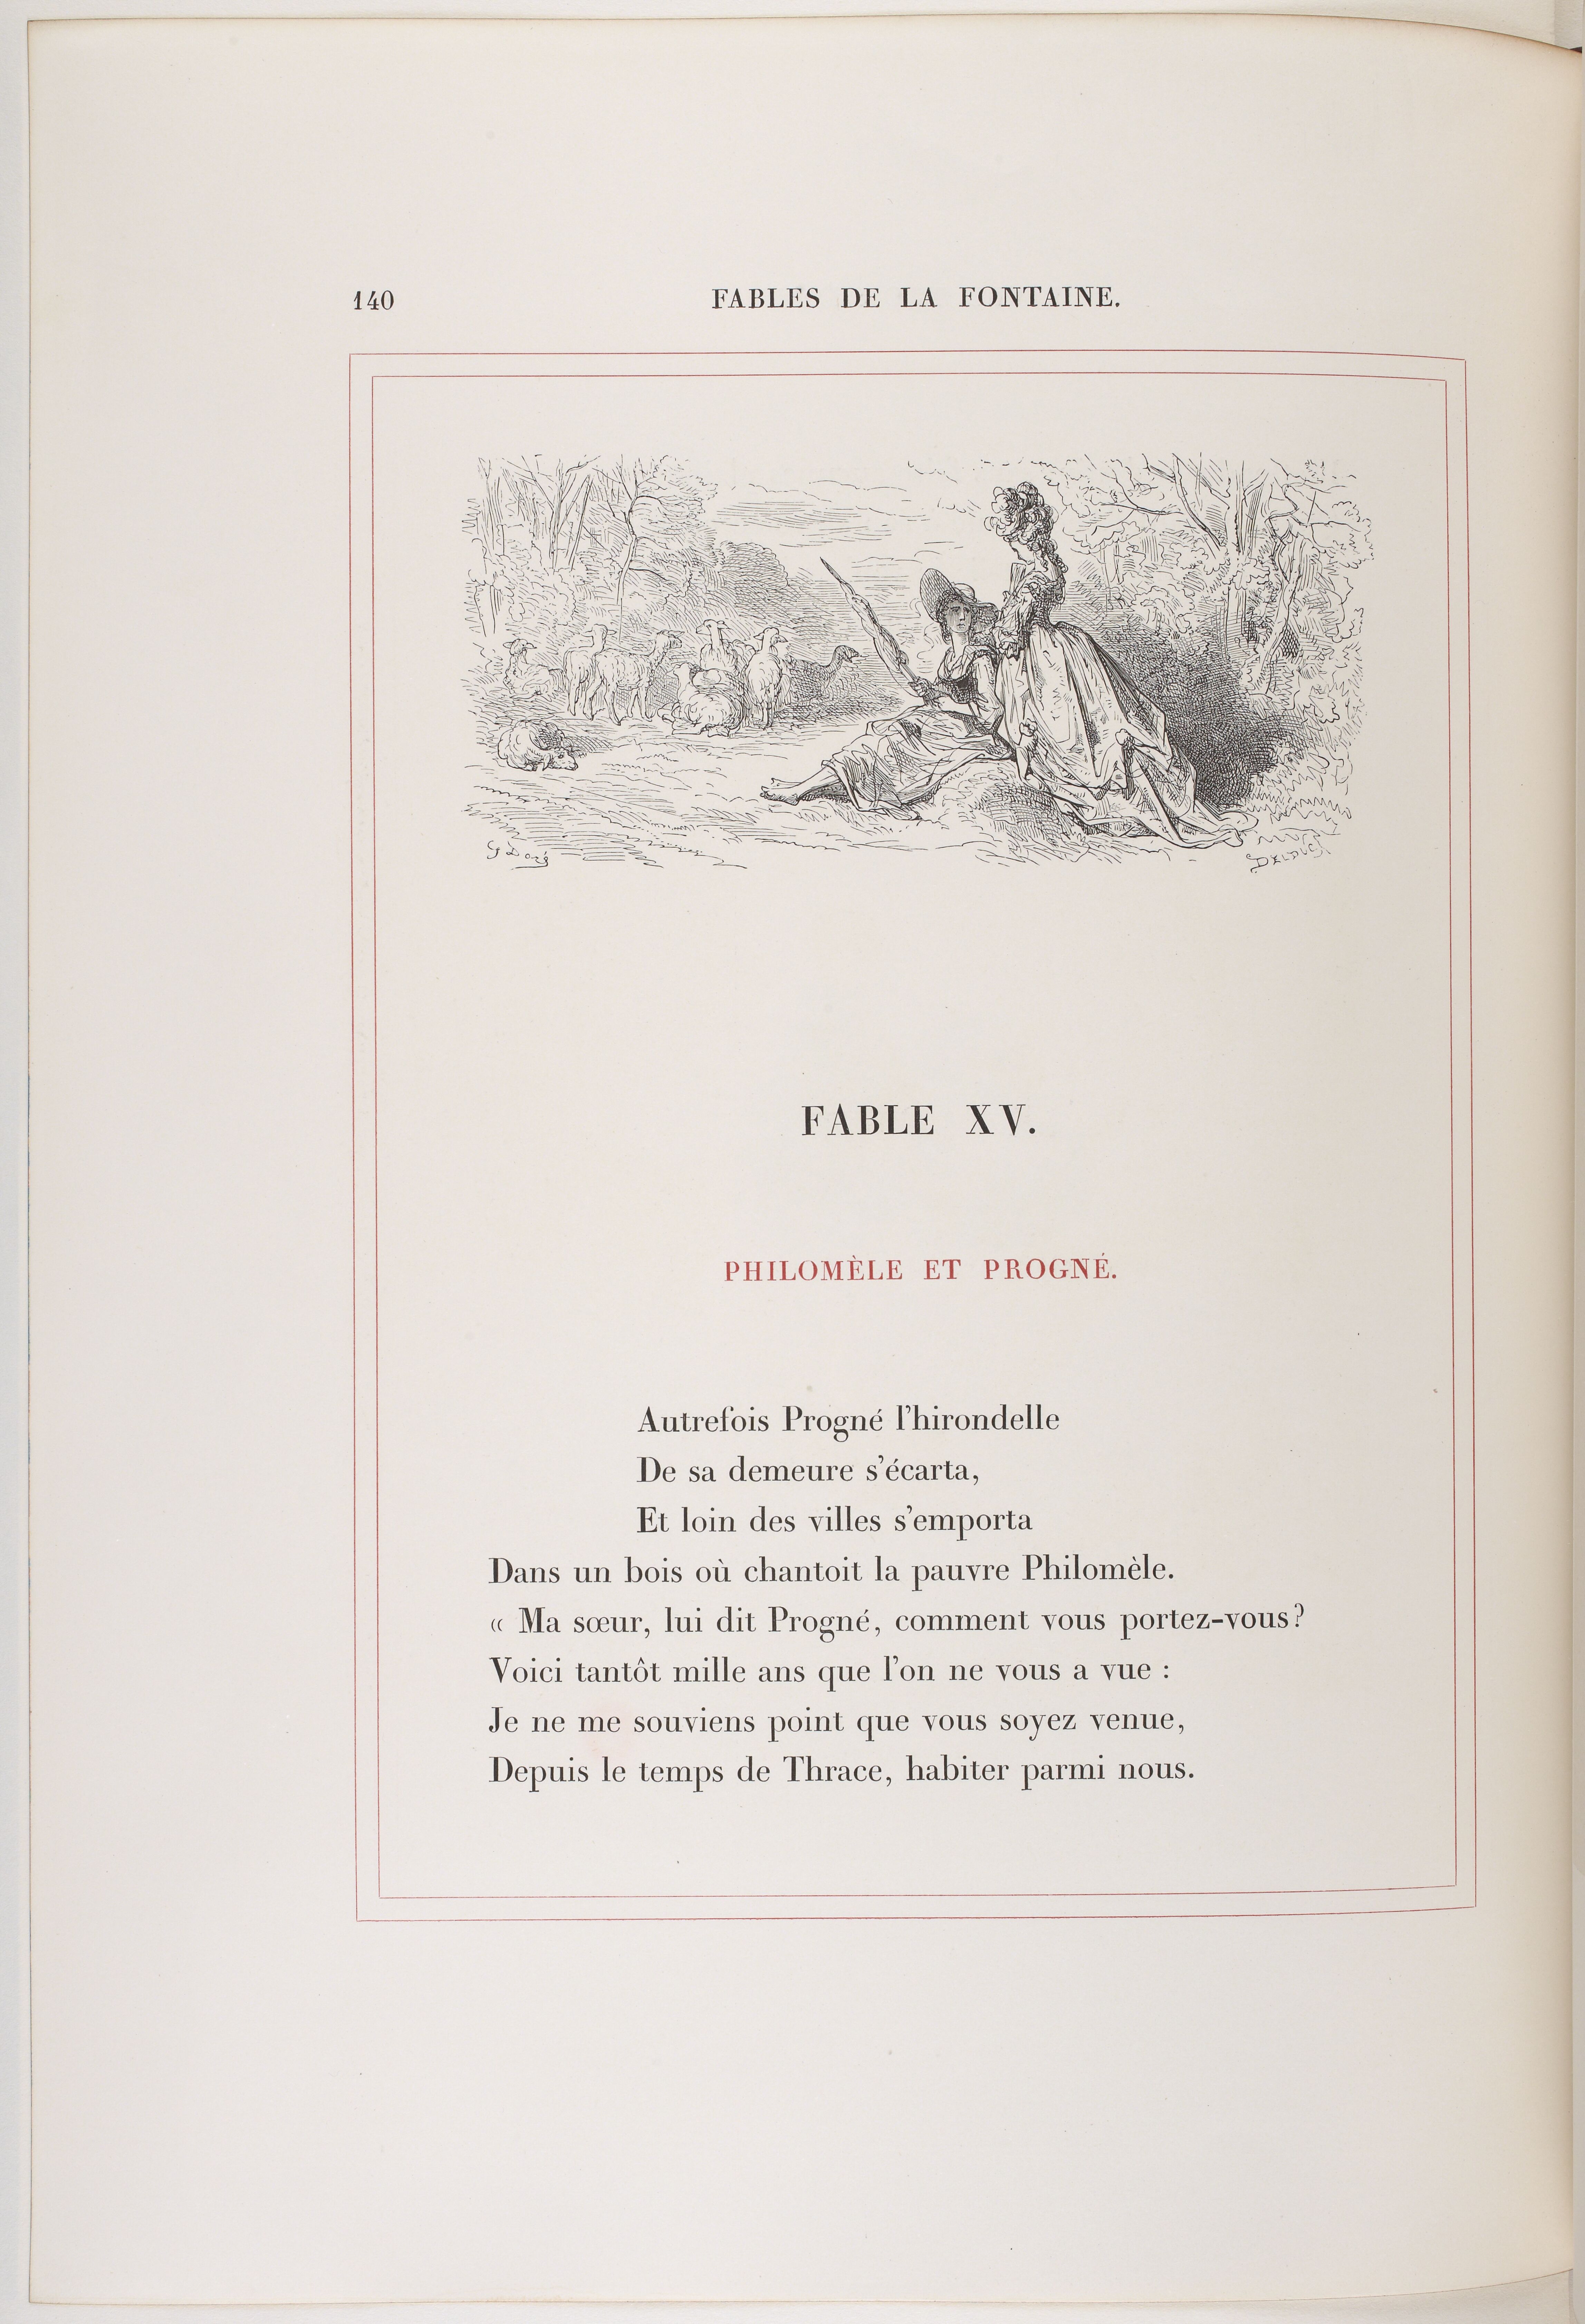 140
FABLES DE LA FONTAINE.
G Doré
DELDUC
FABLE XV.
PHILOMÈLE ET PROGNÉ.
Autrefois Progné l'hirondelle
De sa demeure s'écarta,
Et loin des villes s'emporta
Dans un bois où chantoit la pauvre Philomèle.
« Ma sœur, lui dit Progné, comment vous portez-vous?
Voici tantôt mille ans que l'on ne vous a vue :
Je ne me souviens point que vous soyez venue,
Depuis le temps de Thrace, habiter parmi nous.